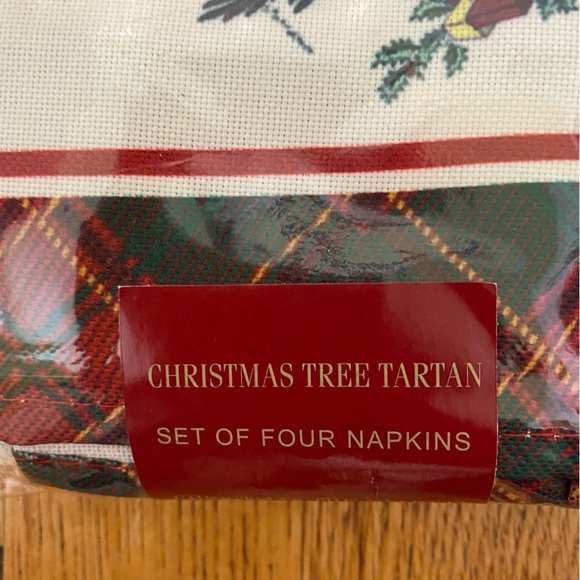 CHRISTMAS TREE TARTAN
SET OF FOUR NAPKINS